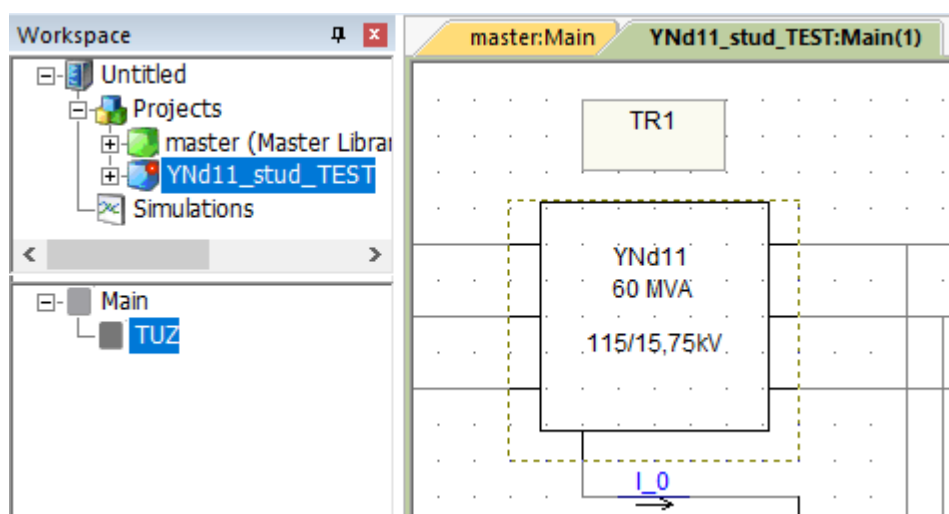 Workspace
Untitled
Projects
master (Master Librar
YNd11_stud_TEST
Simulations
Main
TUZ
master:Main
YNd11_stud_TEST:Main(1)
TR1
YNd11
60 MVA
115/15,75kV
I_0